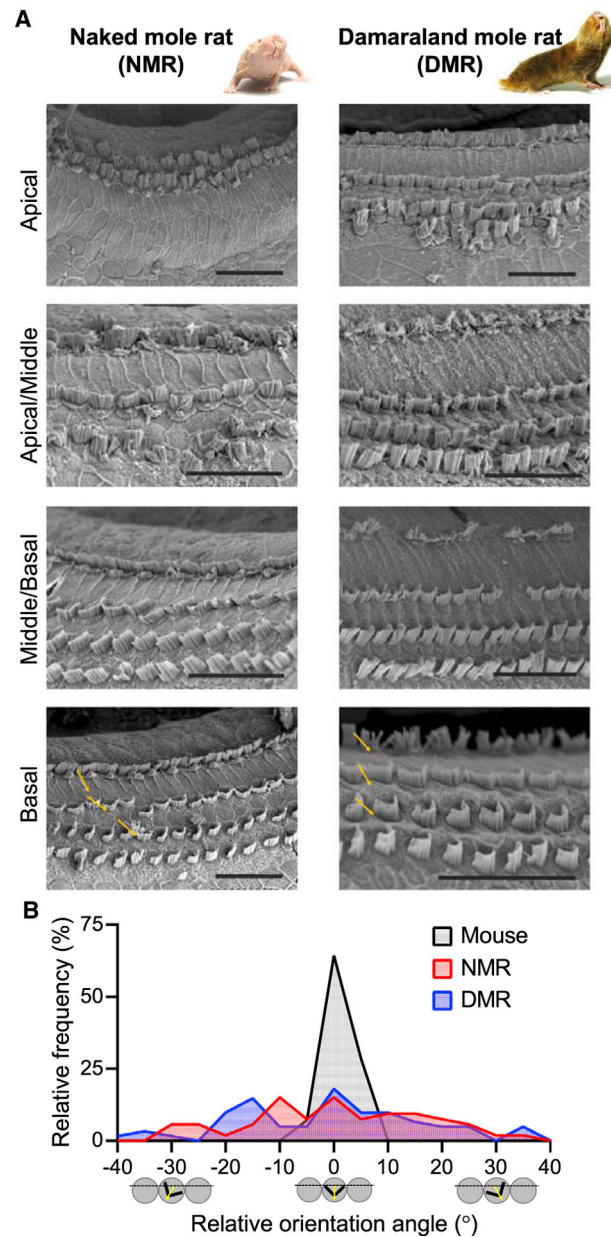 A
Naked mole rat
(NMR)
Damaraland mole rat
(DMR)
Apical
Apical/Middle
Middle/Basal
Basal
B
Relative frequency (%)
75
50
25
0
Mouse
NMR
DMR
-40 -30 -20 -10 0 10 20 30 40
Relative orientation angle (°)